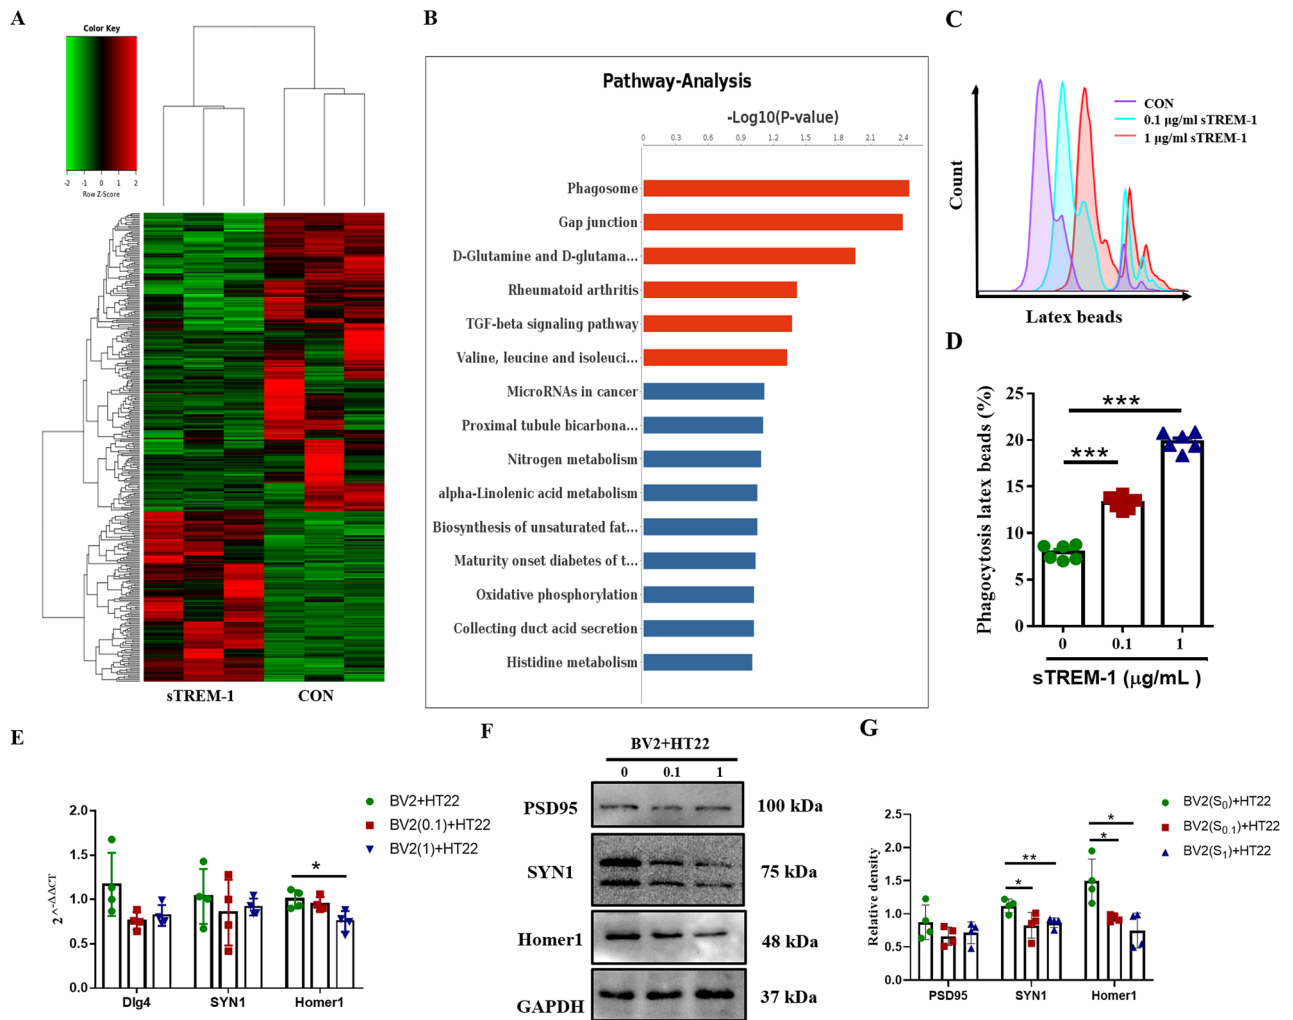 A
Color Key
-2 -1 0 1 2
Row Z-Score
sTREM-1 CON
B
Pathway-Analysis
-Log10(P-value)
0 0.3 0.6 0.9 1.2 1.5 1.8 2.1 2.4
Phagosome
Gap junction
D-Glutamine and D-glutama...
Rheumatoid arthritis
TGF-beta signaling pathway
Valine, leucine and isoleuci...
MicroRNAs in cancer
Proximal tubule bicarbona...
Nitrogen metabolism
alpha-Linolenic acid metabolism
Biosynthesis of unsaturated fat...
Maturity onset diabetes of t...
Oxidative phosphorylation
Collecting duct acid secretion
Histidine metabolism
C
CON
0.1 μg/ml sTREM-1
1 μg/ml sTREM-1
Count
Latex beads
D
Phagocytosis latex beads (%)
25
20
15
10
5
0
***
***
0 0.1 1
sTREM-1 (μg/mL )
E
BV2+HT22
BV2(0.1)+HT22
BV2(1)+HT22
2^-ΔΔCT
2.0
1.5
1.0
0.5
0.0
*
Dlg4 SYN1 Homer1
F
BV2+HT22
0 0.1 1
PSD95 100 kDa
SYN1 75 kDa
Homer1 48 kDa
GAPDH 37 kDa
G
BV2(S0)+HT22
BV2(S0.1)+HT22
BV2(S1)+HT22
Relative density
2.5
2.0
1.5
1.0
0.5
0.0
**
*
*
*
PSD95 SYN1 Homer1